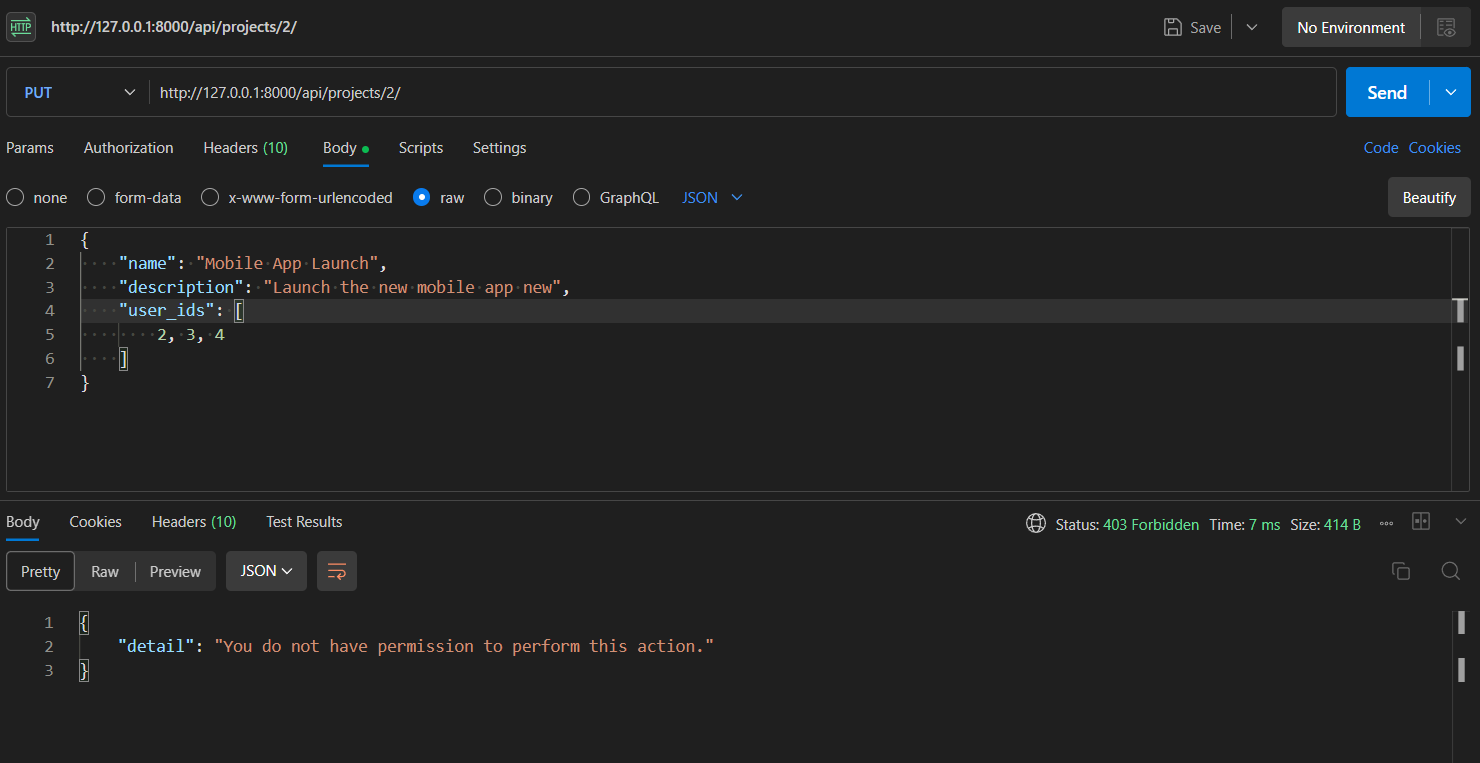 HTTP http://127.0.0.1:8000/api/projects/2/ Save No Environment
PUT http://127.0.0.1:8000/api/projects/2/ Send
Params Authorization Headers (10) Body Scripts Settings Code Cookies
none form-data x-www-form-urlencoded raw binary GraphQL JSON Beautify
1 {
2 "name": "Mobile App Launch",
3 "description": "Launch the new mobile app new",
4 "user_ids": [
5 2, 3, 4
6 ]
7 }
Body Cookies Headers (10) Test Results Status: 403 Forbidden Time: 7 ms Size: 414 B
Pretty Raw Preview JSON
1 {
2 "detail": "You do not have permission to perform this action."
3 }